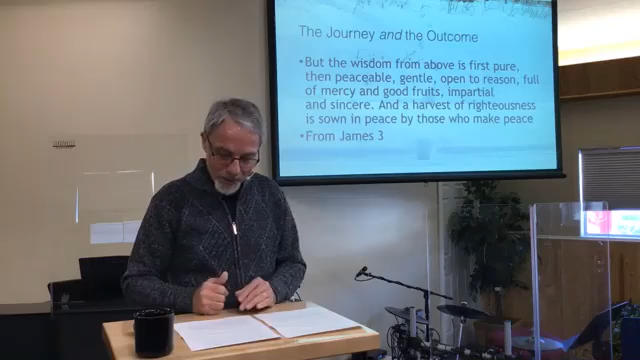 The Journey and the Outcome
•But the wisdom from above is first pure,
then peaceable, gentle, open to reason, full
of mercy and good fruits, impartial
and sincere. And a harvest of righteousness
is sown in peace by those who make peace
•From James 3